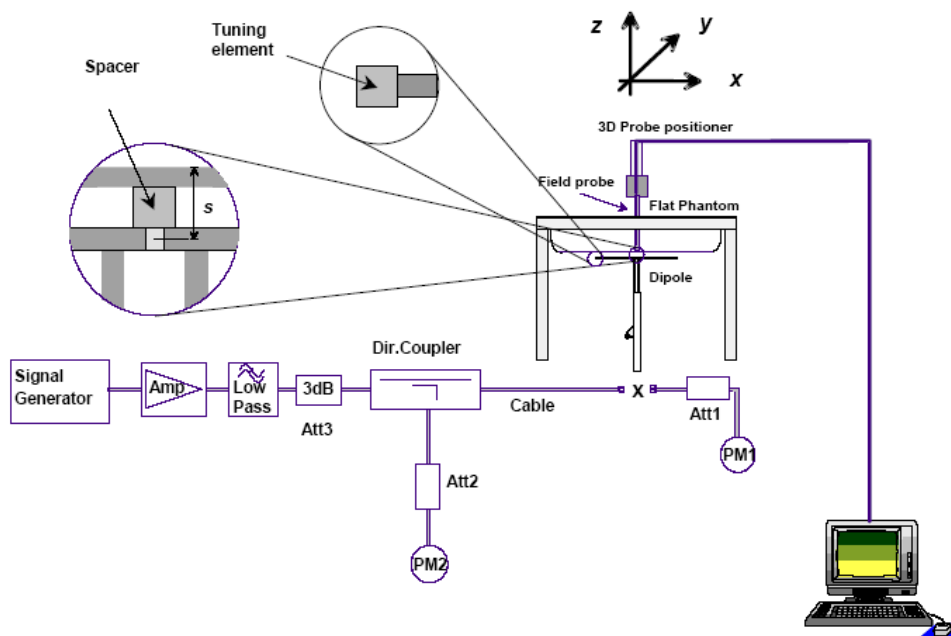 Tuning
element
Spacer
s
z
y
x
3D Probe positioner
Field probe
Flat Phantom
Dipole
Signal
Generator
Amp
Low
Pass
3dB
Att3
Dir.Coupler
Cable
X
Att1
PM1
Att2
PM2